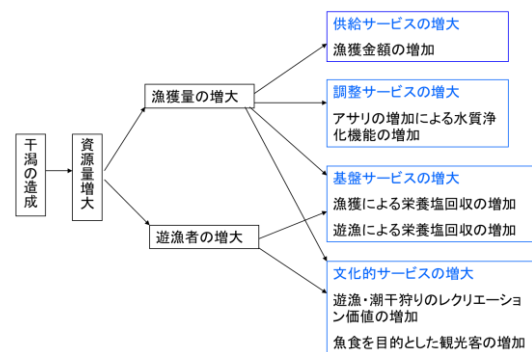 干潟の造成
資源量増大
漁獲量の増大
遊漁者の増大
供給サービスの増大
漁獲金額の増加
調整サービスの増大
アサリの増加による水質浄
化機能の増加
基盤サービスの増大
漁獲による栄養塩回収の増加
遊漁による栄養塩回収の増加
文化的サービスの増大
遊漁・潮干狩りのレクリエーショ
ン価値の増加
魚食を目的とした観光客の増加